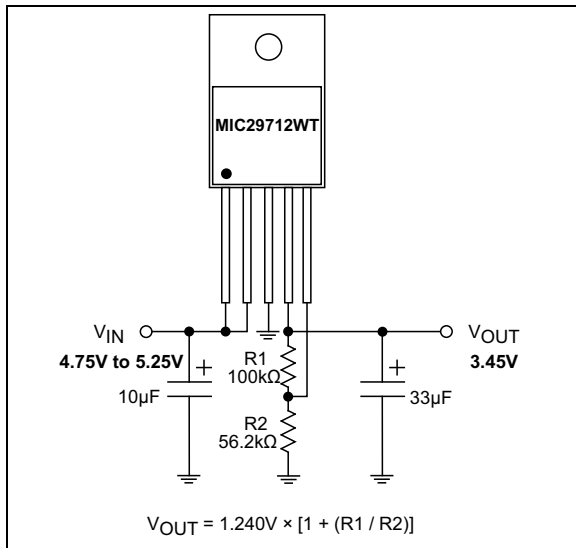 MIC29712WT
VIN
4.75V to 5.25V
10µF
R1
100kΩ
R2
56.2kΩ
VOUT
3.45V
33µF
VOUT = 1.240V × [1 + (R1 / R2)]